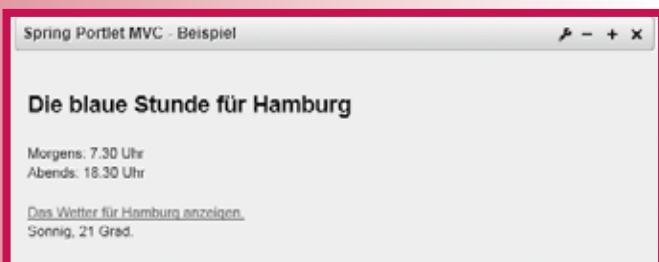 Spring Portlet MVC - Beispiel
Die blaue Stunde für Hamburg
Morgens: 7.30 Uhr
Abends: 18.30 Uhr
Das Wetter für Hamburg anzeigen.
Sonnig, 21 Grad.